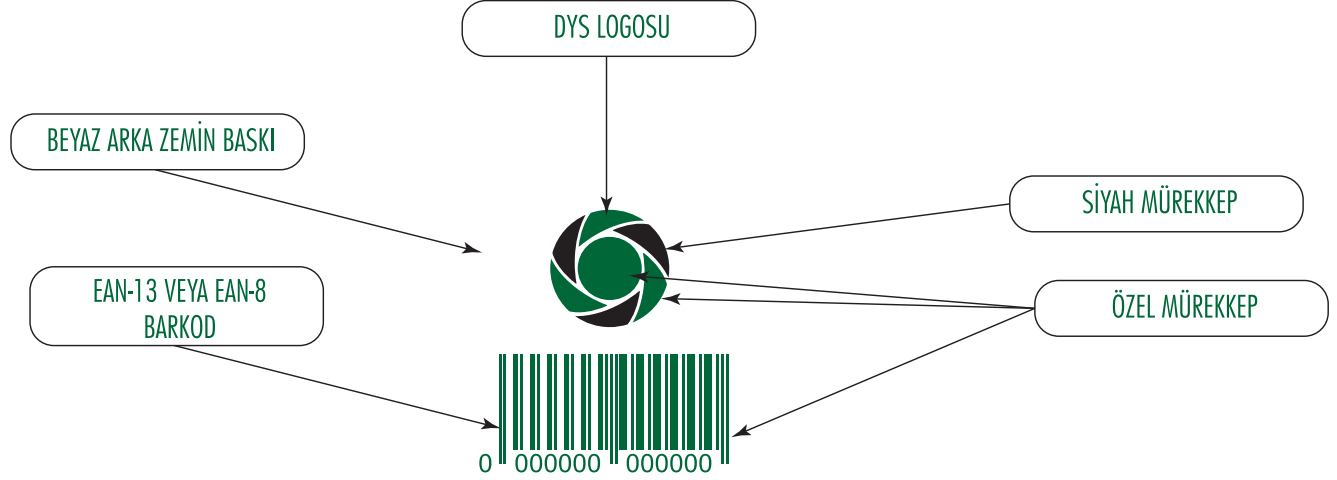 DYS LOGOSU
BEYAZ ARKA ZEMİN BASKI
SİYAH MÜREKKEP
EAN-13 VEYA EAN-8
BARKOD
ÖZEL MÜREKKEP
0 000000 000000